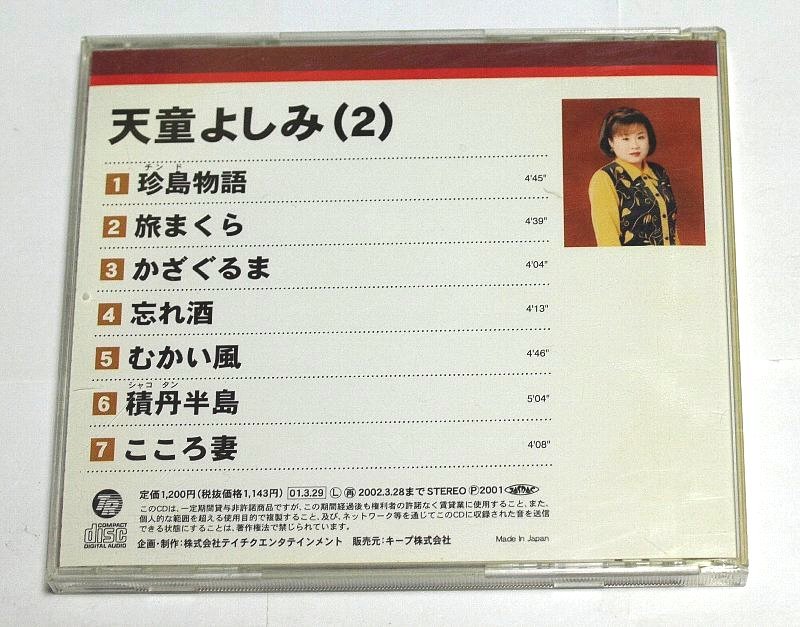 天童よしみ(2)
チンド
1 珍島物語 4'45"
2 旅まくら 4'39"
3 かざぐるま 4'04"
4 忘れ酒 4'13"
5 むかい風 4'46"
シャコ タン
6 積丹半島 5'04"
7 こころ妻 4'08"
定価1,200円(税抜価格1,143円) 01.3.29 Ⓛ 再 2002.3.28まで STEREO Ⓟ2001
このCDは、一定期間貸与非許諾商品ですが、この期間経過後も権利者の許諾なく賃貸業に使用すること、また、
個人的な範囲を超える使用目的で複製すること、及び、ネットワーク等を通じてこのCDに収録された音を送信
できる状態にすることは、著作権法で禁じられています。
COMPACT
disc
DIGITAL AUDIO
企画・制作:株式会社テイチクエンタテインメント 販売元:キープ株式会社 Made In Japan